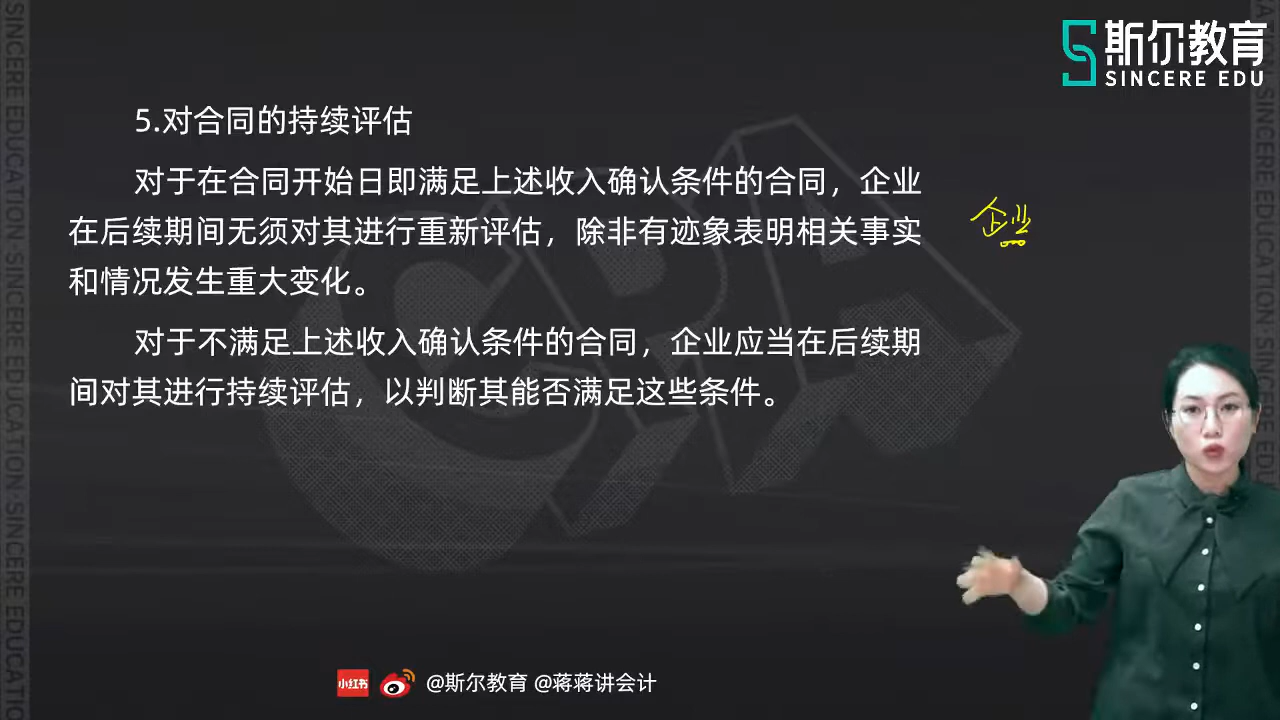 斯尔教育
SINCERE EDU
5.对合同的持续评估
对于在合同开始日即满足上述收入确认条件的合同，企业
在后续期间无须对其进行重新评估，除非有迹象表明相关事实
和情况发生重大变化。
企业
对于不满足上述收入确认条件的合同，企业应当在后续期
间对其进行持续评估，以判断其能否满足这些条件。
CPA
小红书
@斯尔教育 @蒋蒋讲会计
SINCERE EDUCATION·SINCERE EDUCATION·SINCERE EDUCATIO